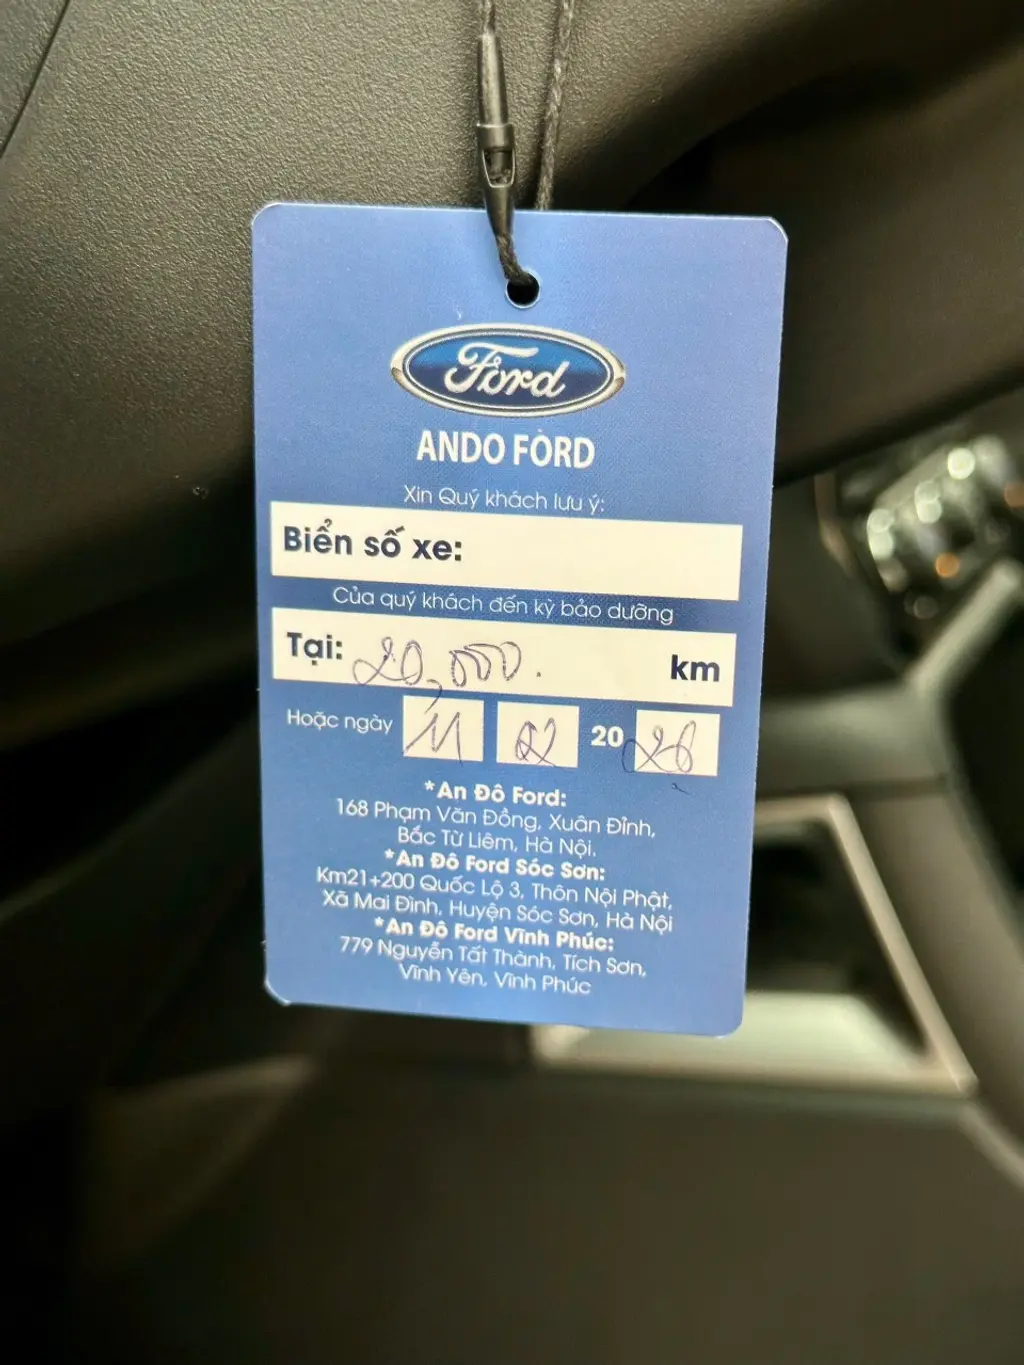 Ford
ANDO FORD
Xin Quý khách lưu ý:
Biển số xe:
Của quý khách đến kỳ bảo dưỡng
Tại: 20,000. km
Hoặc ngày 11 02 20 26
*An Đô Ford:
168 Phạm Văn Đồng, Xuân Đỉnh,
Bắc Từ Liêm, Hà Nội.
*An Đô Ford Sóc Sơn:
Km21+200 Quốc Lộ 3, Thôn Nội Phật,
Xã Mai Đình, Huyện Sóc Sơn, Hà Nội
*An Đô Ford Vĩnh Phúc:
779 Nguyễn Tất Thành, Tích Sơn,
Vĩnh Yên, Vĩnh Phúc